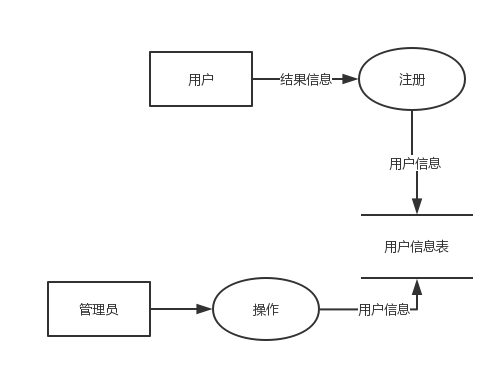 用户
结果信息
注册
用户信息
用户信息表
管理员
操作
用户信息